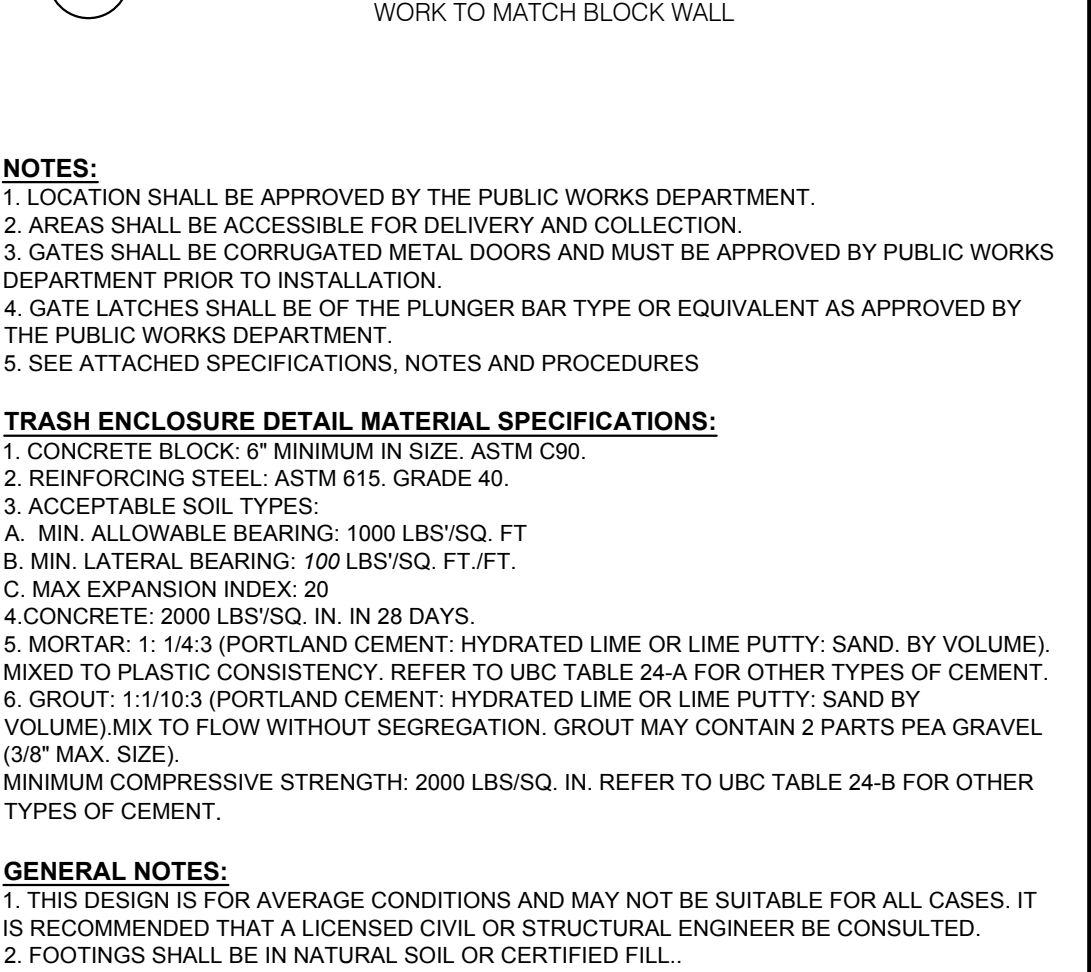 WORK TO MATCH BLOCK WALL
NOTES:
1. LOCATION SHALL BE APPROVED BY THE PUBLIC WORKS DEPARTMENT.
2. AREAS SHALL BE ACCESSIBLE FOR DELIVERY AND COLLECTION.
3. GATES SHALL BE CORRUGATED METAL DOORS AND MUST BE APPROVED BY PUBLIC WORKS
DEPARTMENT PRIOR TO INSTALLATION.
4. GATE LATCHES SHALL BE OF THE PLUNGER BAR TYPE OR EQUIVALENT AS APPROVED BY
THE PUBLIC WORKS DEPARTMENT.
5. SEE ATTACHED SPECIFICATIONS, NOTES AND PROCEDURES
TRASH ENCLOSURE DETAIL MATERIAL SPECIFICATIONS:
1. CONCRETE BLOCK: 6" MINIMUM IN SIZE. ASTM C90.
2. REINFORCING STEEL: ASTM 615. GRADE 40.
3. ACCEPTABLE SOIL TYPES:
A. MIN. ALLOWABLE BEARING: 1000 LBS'/SQ. FT
B. MIN. LATERAL BEARING: 100 LBS'/SQ. FT./FT.
C. MAX EXPANSION INDEX: 20
4.CONCRETE: 2000 LBS'/SQ. IN. IN 28 DAYS.
5. MORTAR: 1: 1/4:3 (PORTLAND CEMENT: HYDRATED LIME OR LIME PUTTY: SAND. BY VOLUME).
MIXED TO PLASTIC CONSISTENCY. REFER TO UBC TABLE 24-A FOR OTHER TYPES OF CEMENT.
6. GROUT: 1:1/10:3 (PORTLAND CEMENT: HYDRATED LIME OR LIME PUTTY: SAND BY
VOLUME).MIX TO FLOW WITHOUT SEGREGATION. GROUT MAY CONTAIN 2 PARTS PEA GRAVEL
(3/8" MAX. SIZE).
MINIMUM COMPRESSIVE STRENGTH: 2000 LBS/SQ. IN. REFER TO UBC TABLE 24-B FOR OTHER
TYPES OF CEMENT.
GENERAL NOTES:
1. THIS DESIGN IS FOR AVERAGE CONDITIONS AND MAY NOT BE SUITABLE FOR ALL CASES. IT
IS RECOMMENDED THAT A LICENSED CIVIL OR STRUCTURAL ENGINEER BE CONSULTED.
2. FOOTINGS SHALL BE IN NATURAL SOIL OR CERTIFIED FILL..